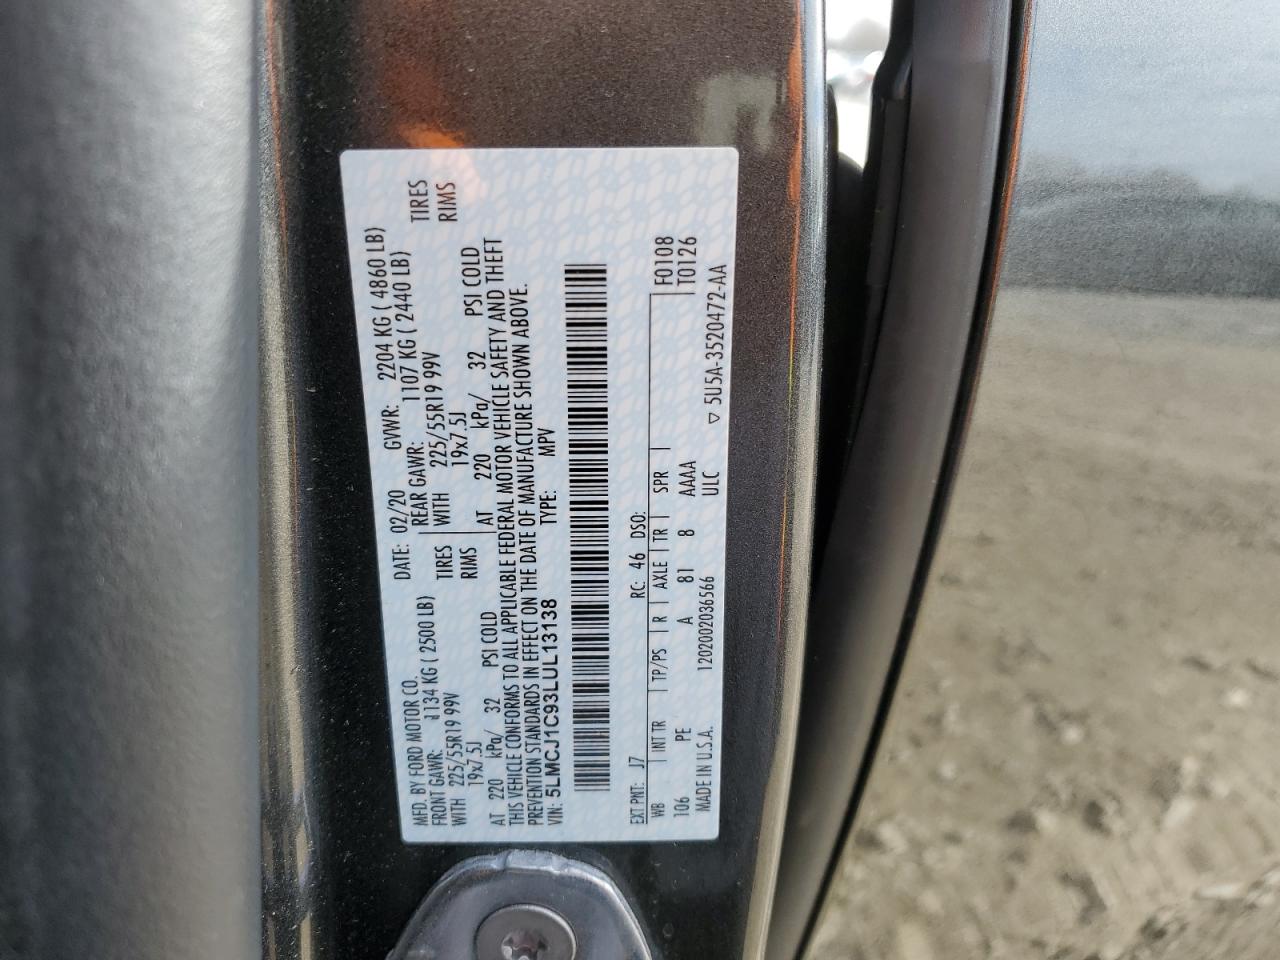 MFD. BY FORD MOTOR CO. DATE: 02/20 GVWR: 2204 KG ( 4860 LB)
FRONT GAWR: 1134 KG ( 2500 LB) REAR GAWR: 1107 KG ( 2440 LB)
WITH 225/55R19 99V TIRES WITH 225/55R19 99V TIRES
19x7.5J RIMS 19x7.5J RIMS
AT 220 kPa/ 32 PSI COLD AT 220 kPa/ 32 PSI COLD
THIS VEHICLE CONFORMS TO ALL APPLICABLE FEDERAL MOTOR VEHICLE SAFETY AND THEFT
PREVENTION STANDARDS IN EFFECT ON THE DATE OF MANUFACTURE SHOWN ABOVE.
VIN: 5LMCJ1C93LUL13138 TYPE: MPV
EXT PNT: J7 RC: 46 DSO: F0108
WB INT TR TP/PS R AXLE TR SPR T0126
106 PE A 81 8 AAAA
MADE IN U.S.A. 1202002036566 ULC ▽ 5U5A-3520472-AA